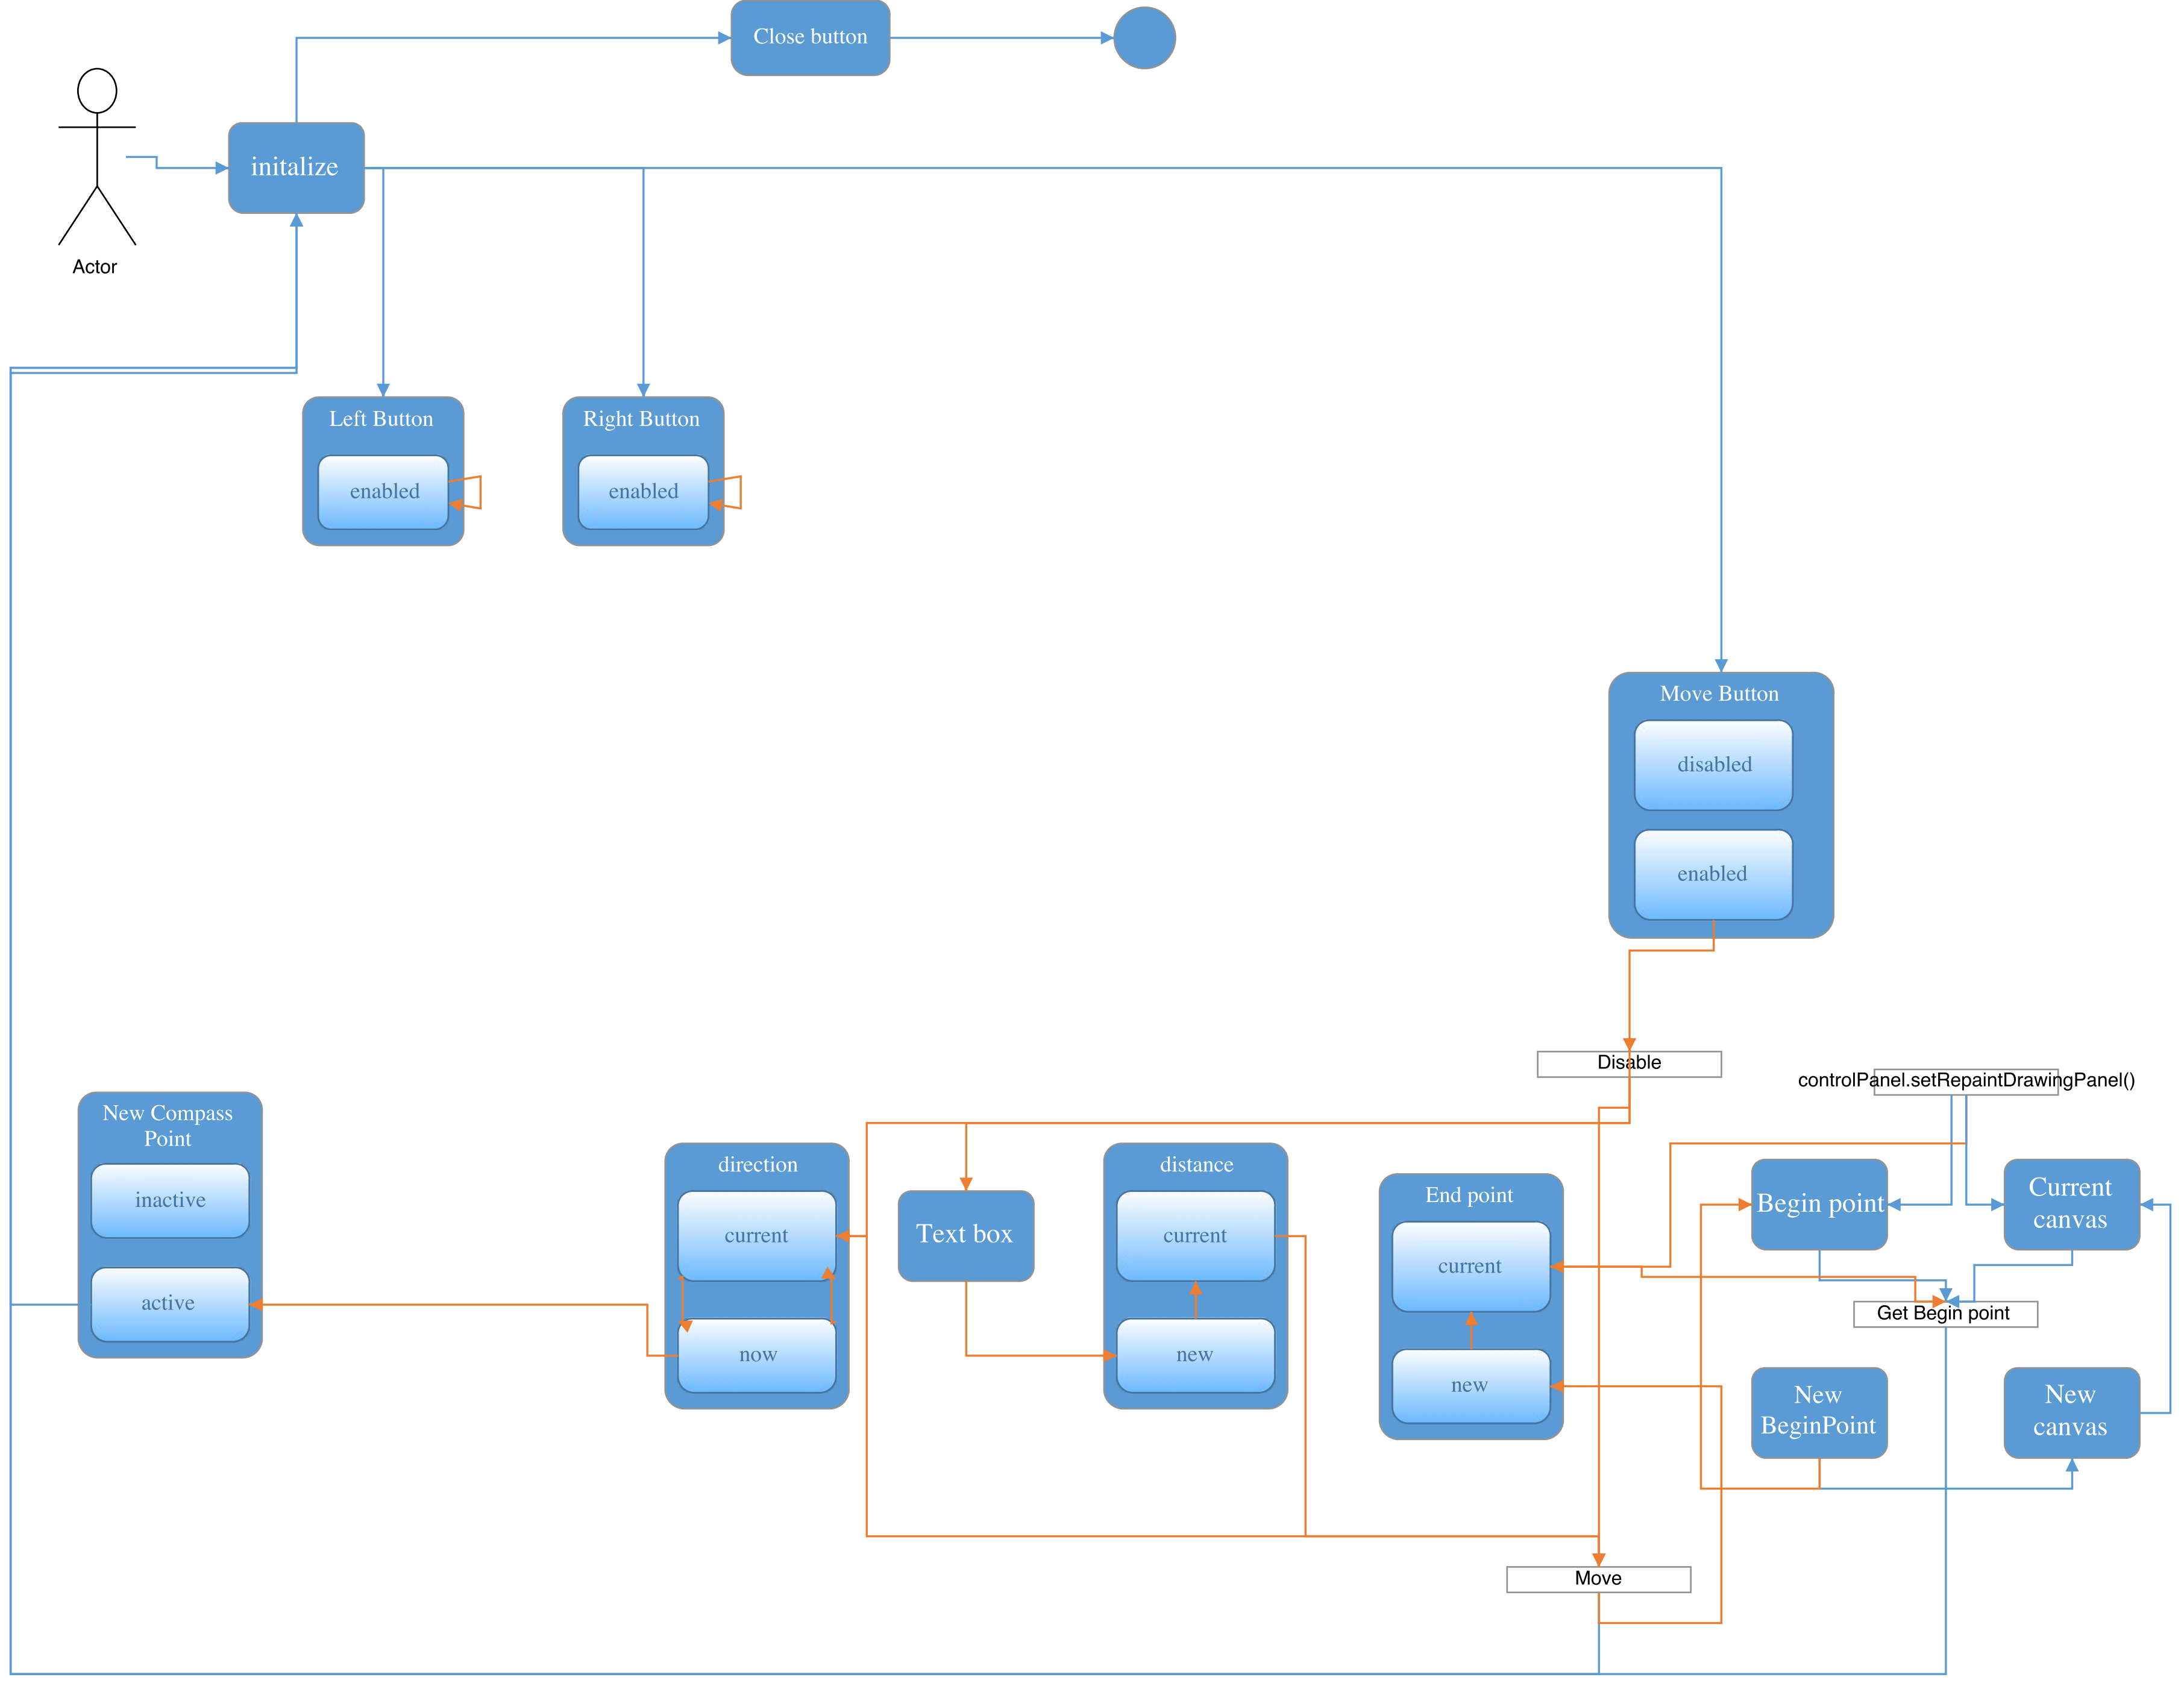 Close button
initalize
Actor
Left Button
enabled
Right Button
enabled
Move Button
disabled
enabled
Disable
controlPanel.setRepaintDrawingPanel()
New Compass
Point
inactive
active
direction
current
now
Text box
distance
current
new
End point
current
new
Begin point
Current
canvas
Get Begin point
New
BeginPoint
New
canvas
Move